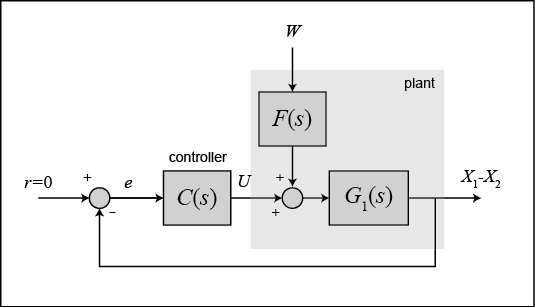 W
plant
F(s)
controller
r=0
+
e
C(s)
U
+
G₁(s)
X₁-X₂
−
+